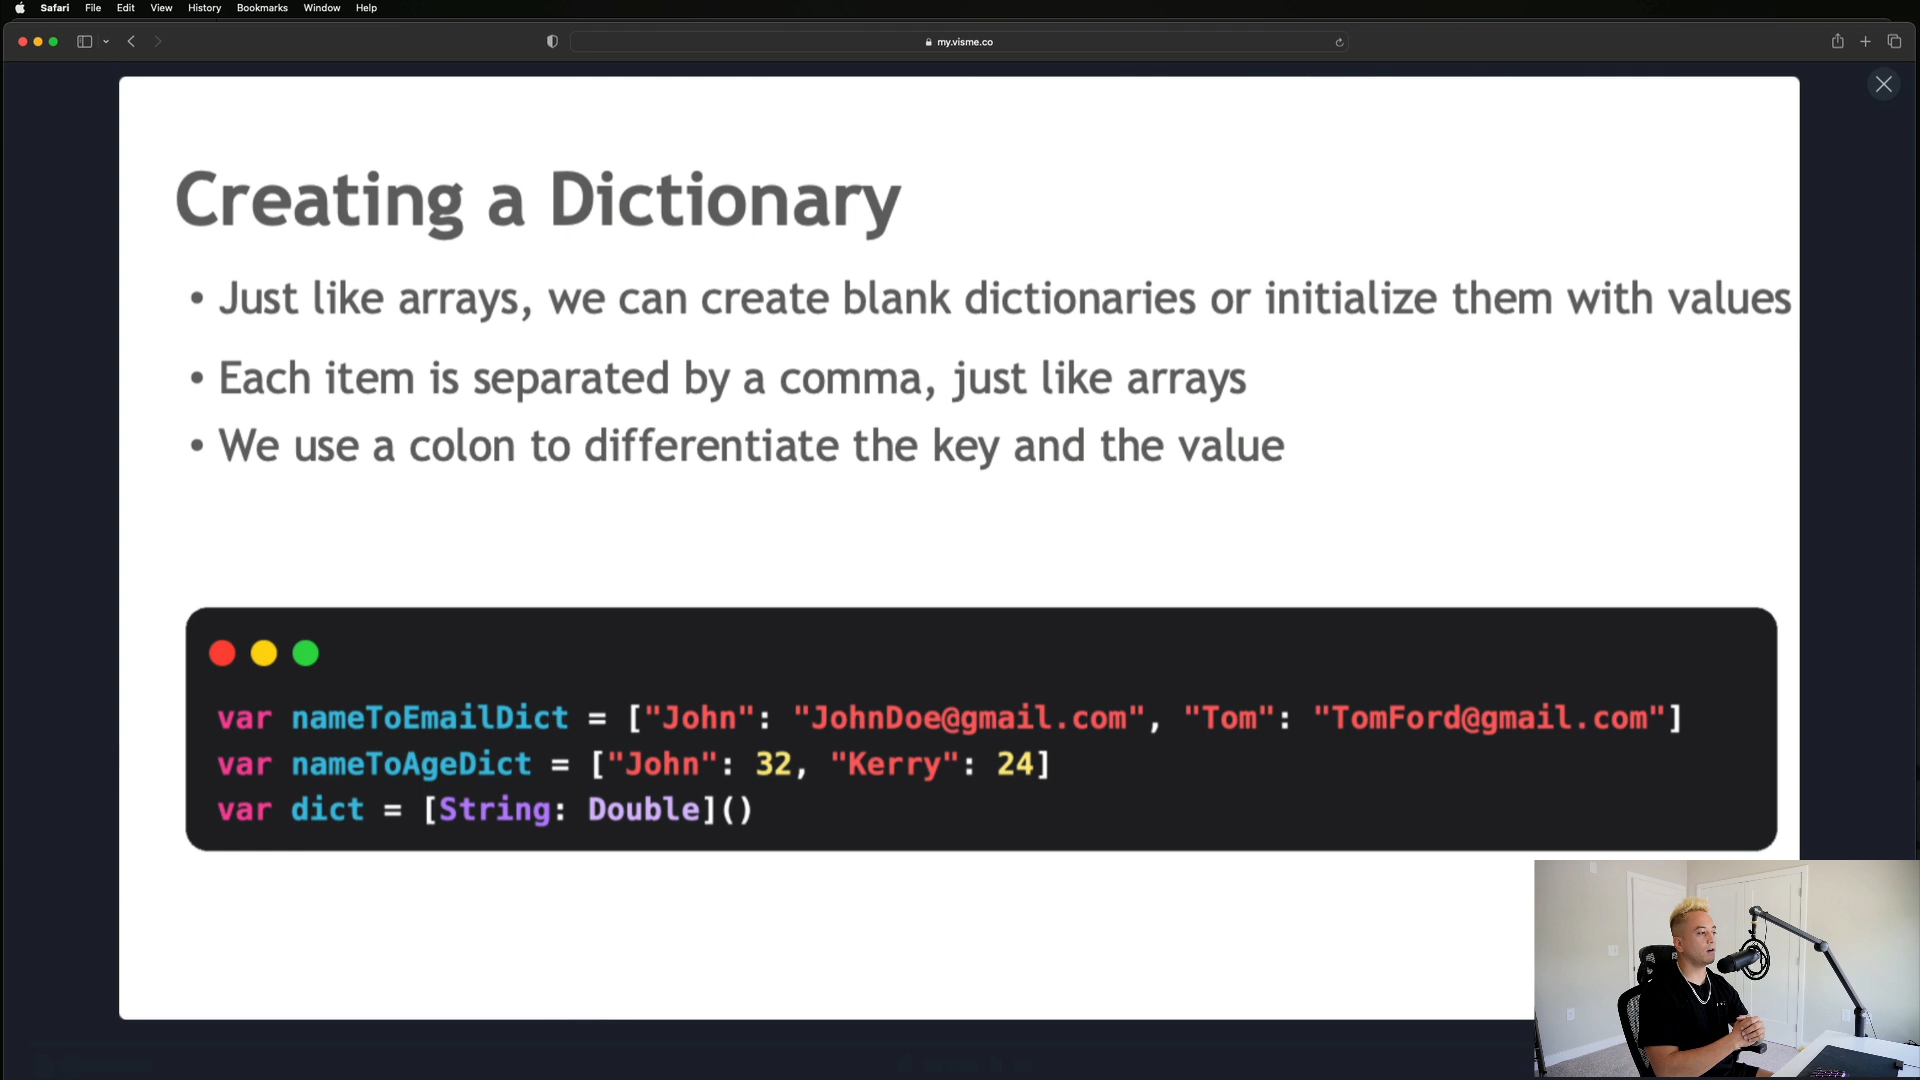 Safari File Edit View History Bookmarks Window Help
my.visme.co
Creating a Dictionary
• Just like arrays, we can create blank dictionaries or initialize them with values
• Each item is separated by a comma, just like arrays
• We use a colon to differentiate the key and the value
var nameToEmailDict = ["John": "JohnDoe@gmail.com", "Tom": "TomFord@gmail.com"]
var nameToAgeDict = ["John": 32, "Kerry": 24]
var dict = [String: Double]()